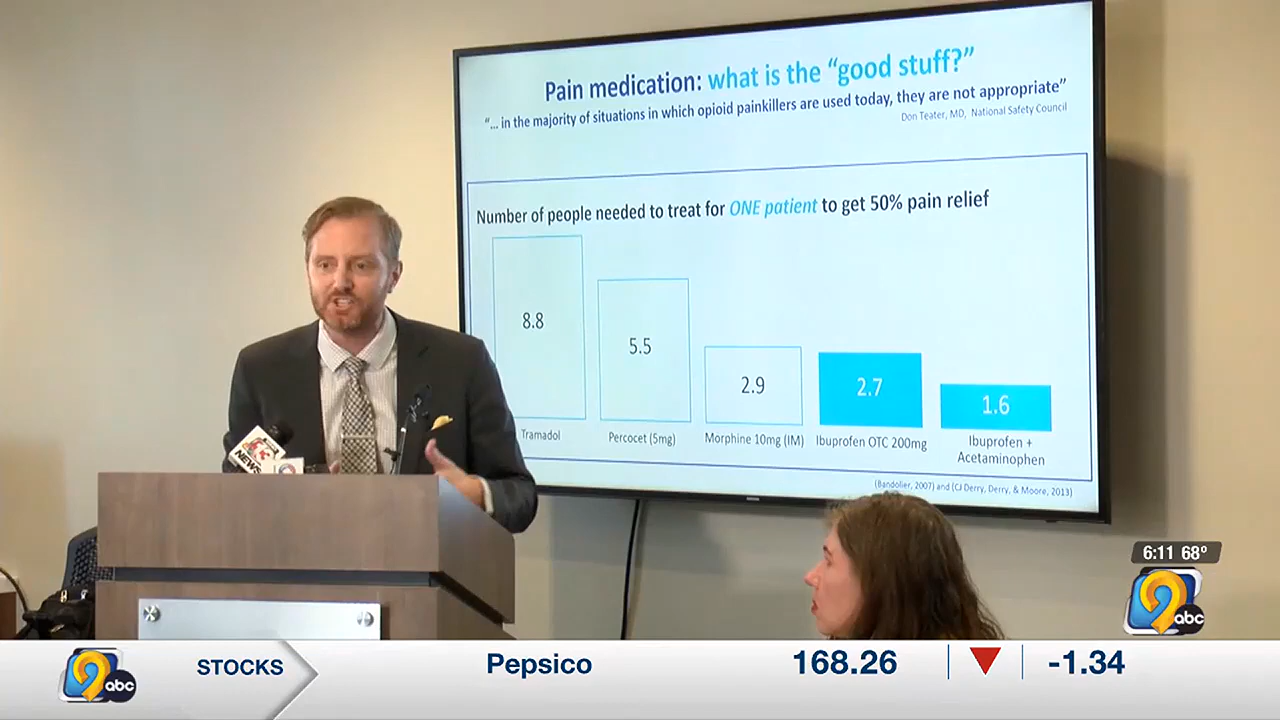 Pain medication: what is the “good stuff?”
“... in the majority of situations in which opioid painkillers are used today, they are not appropriate”
Don Teater, MD, National Safety Council
Number of people needed to treat for ONE patient to get 50% pain relief
8.8
5.5
2.9
2.7
1.6
Tramadol
Percocet (5mg)
Morphine 10mg (IM)
Ibuprofen OTC 200mg
Ibuprofen +
Acetaminophen
(Bandolier, 2007) and (CJ Derry, Derry, & Moore, 2013)
NEWS
6:11 68°
9 abc
9 abc
STOCKS
Pepsico
168.26
-1.34